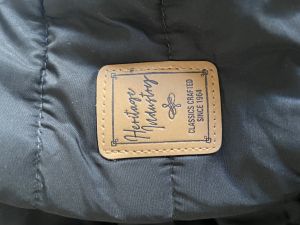 Heritage
Industry
CLASSICS CRAFTED
SINCE 1964